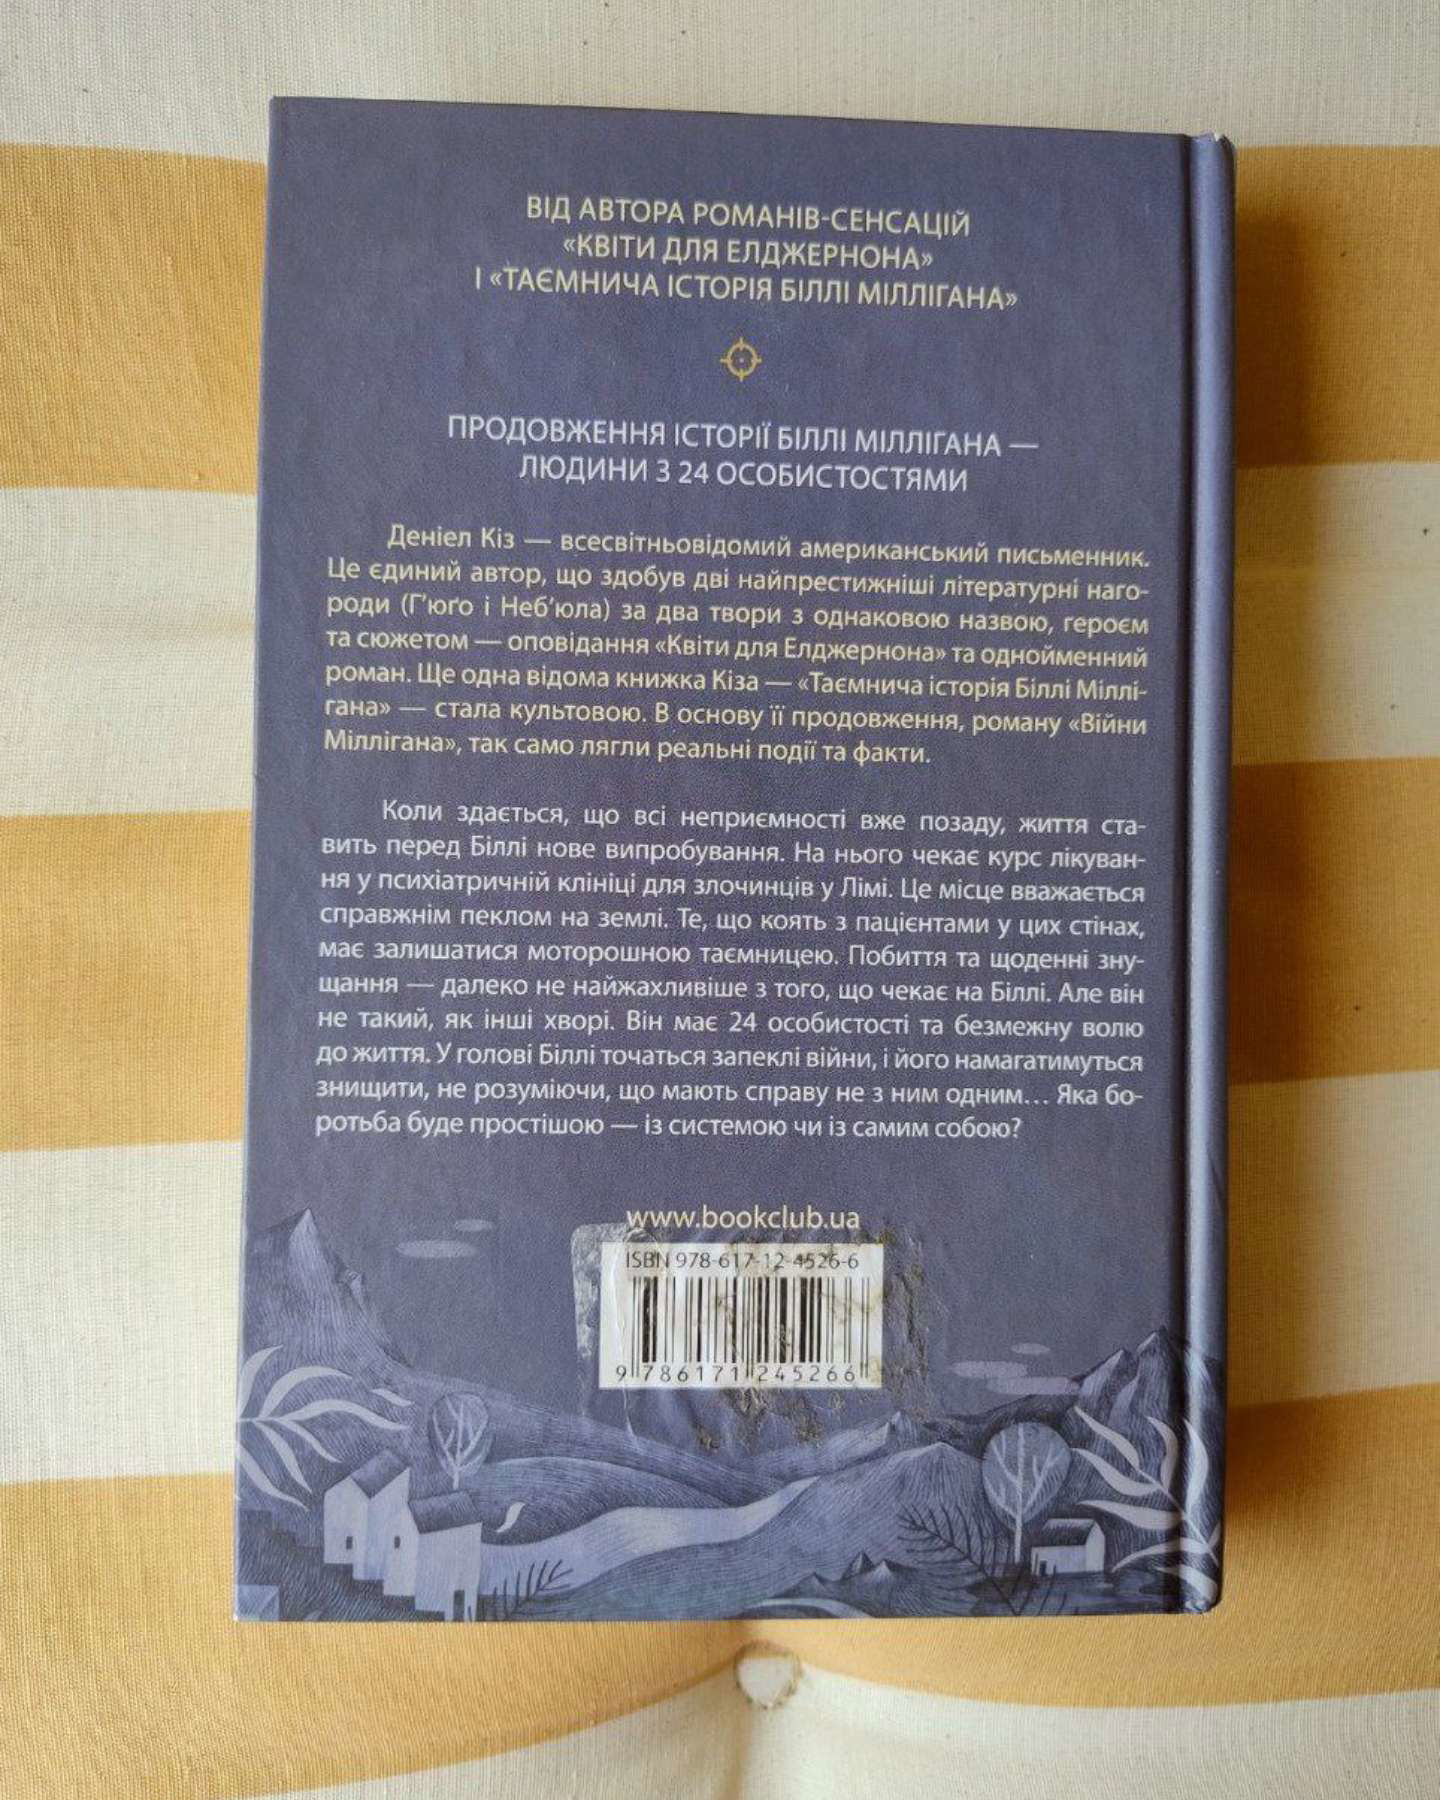 ВІД АВТОРА РОМАНІВ-СЕНСАЦІЙ
«КВІТИ ДЛЯ ЕЛДЖЕРНОНА»
І «ТАЄМНИЧА ІСТОРІЯ БІЛЛІ МІЛЛІГАНА»
ПРОДОВЖЕННЯ ІСТОРІЇ БІЛЛІ МІЛЛІГАНА —
ЛЮДИНИ З 24 ОСОБИСТОСТЯМИ
Деніел Кіз — всесвітньовідомий американський письменник.
Це єдиний автор, що здобув дві найпрестижніші літературні наго-
роди (Г’юґо і Неб’юла) за два твори з однаковою назвою, героєм
та сюжетом — оповідання «Квіти для Елджернона» та однойменний
роман. Ще одна відома книжка Кіза — «Таємнича історія Біллі Міллі-
гана» — стала культовою. В основу її продовження, роману «Війни
Міллігана», так само лягли реальні події та факти.
Коли здається, що всі неприємності вже позаду, життя ста-
вить перед Біллі нове випробування. На нього чекає курс лікуван-
ня у психіатричній клініці для злочинців у Лімі. Це місце вважається
справжнім пеклом на землі. Те, що коять з пацієнтами у цих стінах,
має залишатися моторошною таємницею. Побиття та щоденні зну-
щання — далеко не найжахливіше з того, що чекає на Біллі. Але він
не такий, як інші хворі. Він має 24 особистості та безмежну волю
до життя. У голові Біллі точаться запеклі війни, і його намагатимуться
знищити, не розуміючи, що мають справу не з ним одним… Яка бо-
ротьба буде простішою — із системою чи із самим собою?
www.bookclub.ua
ISBN 978-617-12-4526-6
9 786171 245266